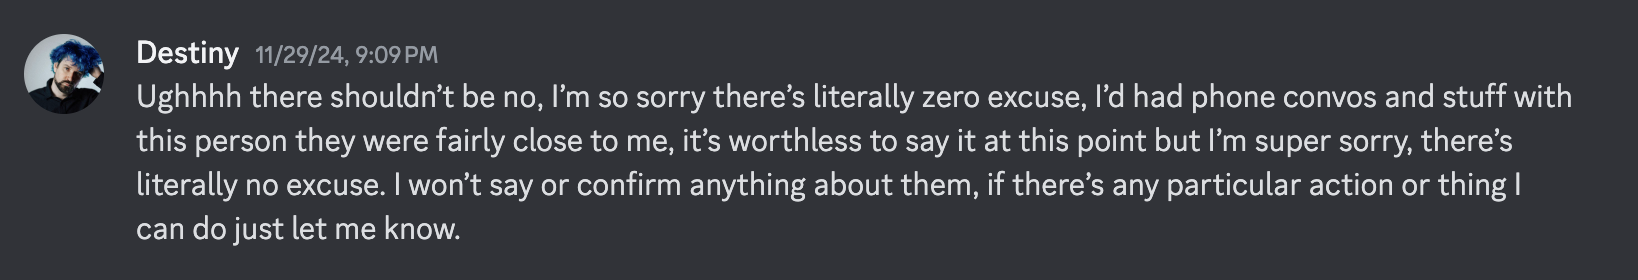 Destiny 11/29/24, 9:09 PM
Ughhhh there shouldn’t be no, I’m so sorry there’s literally zero excuse, I’d had phone convos and stuff with
this person they were fairly close to me, it’s worthless to say it at this point but I’m super sorry, there’s
literally no excuse. I won’t say or confirm anything about them, if there’s any particular action or thing I
can do just let me know.